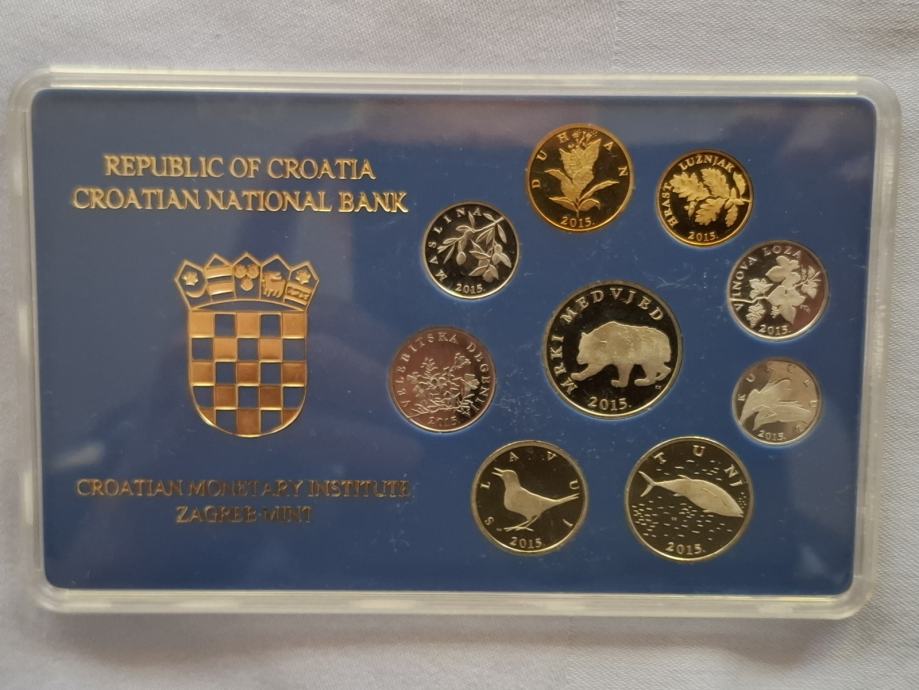 REPUBLIC OF CROATIA
CROATIAN NATIONAL BANK
CROATIAN MONETARY INSTITUTE
ZAGREB-MINT
DUHAN
2015.
HRAST LUŽNJAK
2015.
MASLINA
2015.
VINOVA LOZA
2015.
MRKI MEDVJED
2015.
VELEBITSKA DEGENIJA
2015.
2015.
SLAVUJ
2015.
TUNJ
2015.